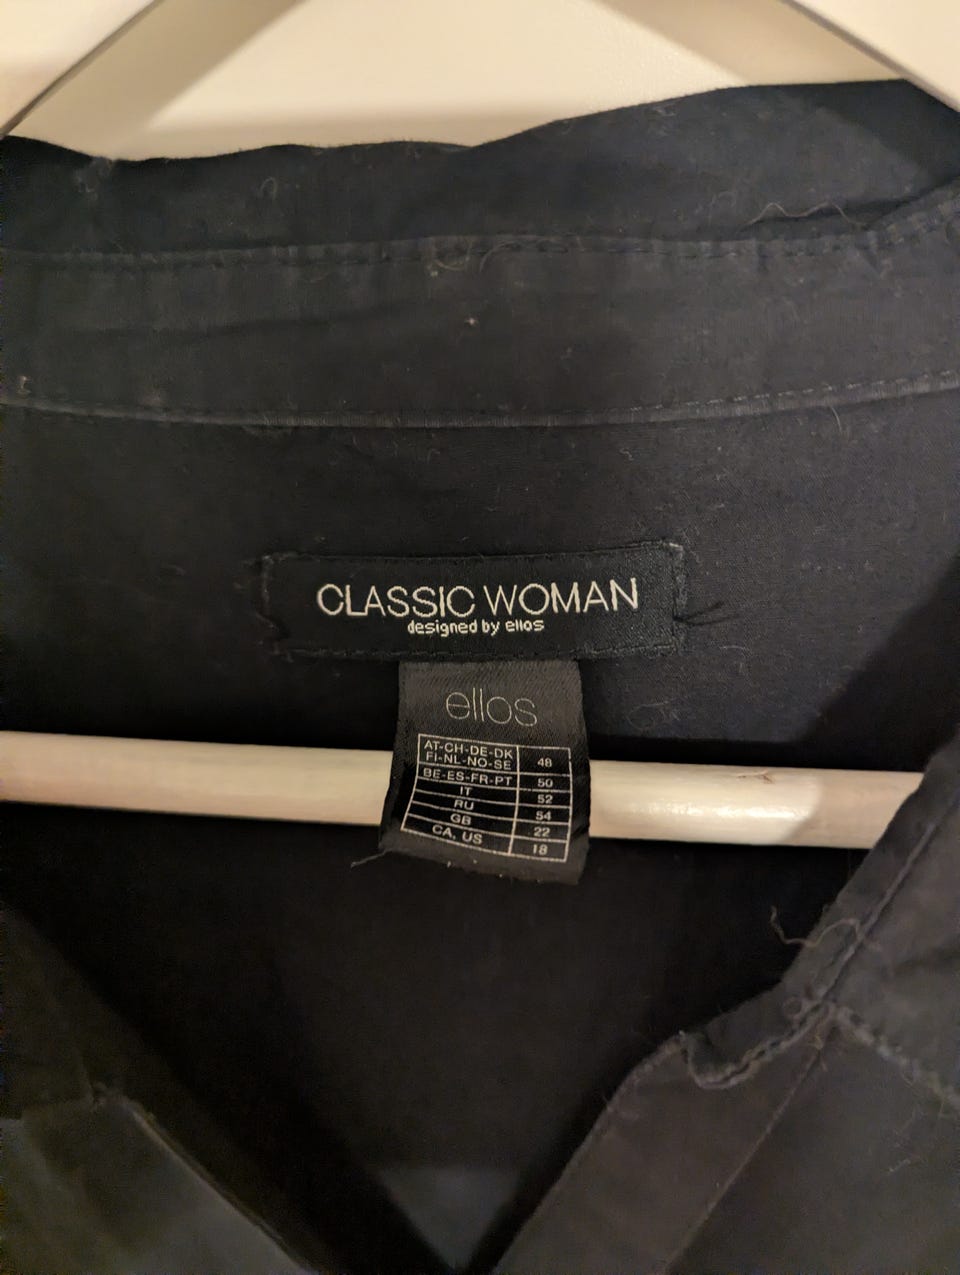 CLASSIC WOMAN
designed by ellos
ellos
AT-CH-DE-DK
FI-NL-NO-SE 48
BE-ES-FR-PT 50
IT 52
RU 54
GB 22
CA, US 18